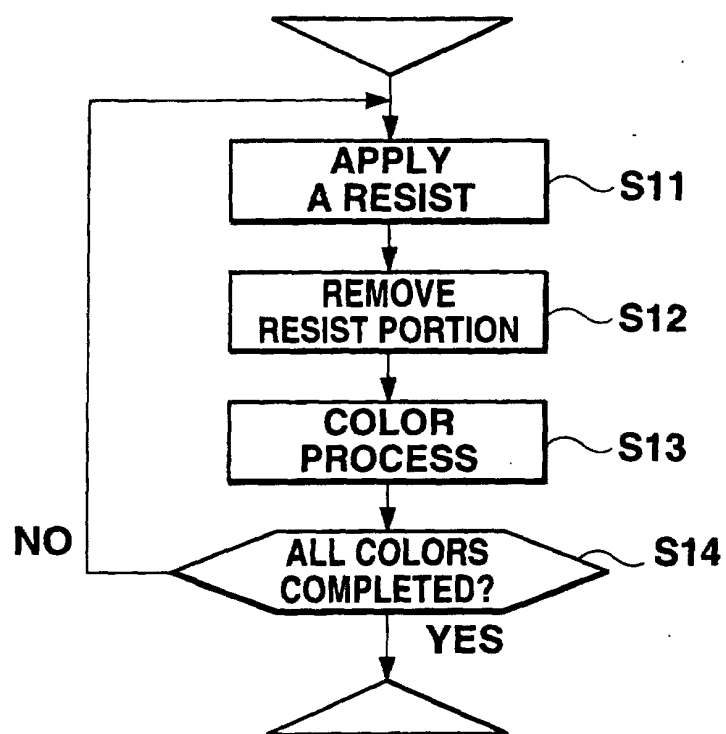 APPLY
A RESIST
S11
REMOVE
RESIST PORTION
S12
COLOR
PROCESS
S13
NO
ALL COLORS
COMPLETED?
S14
YES